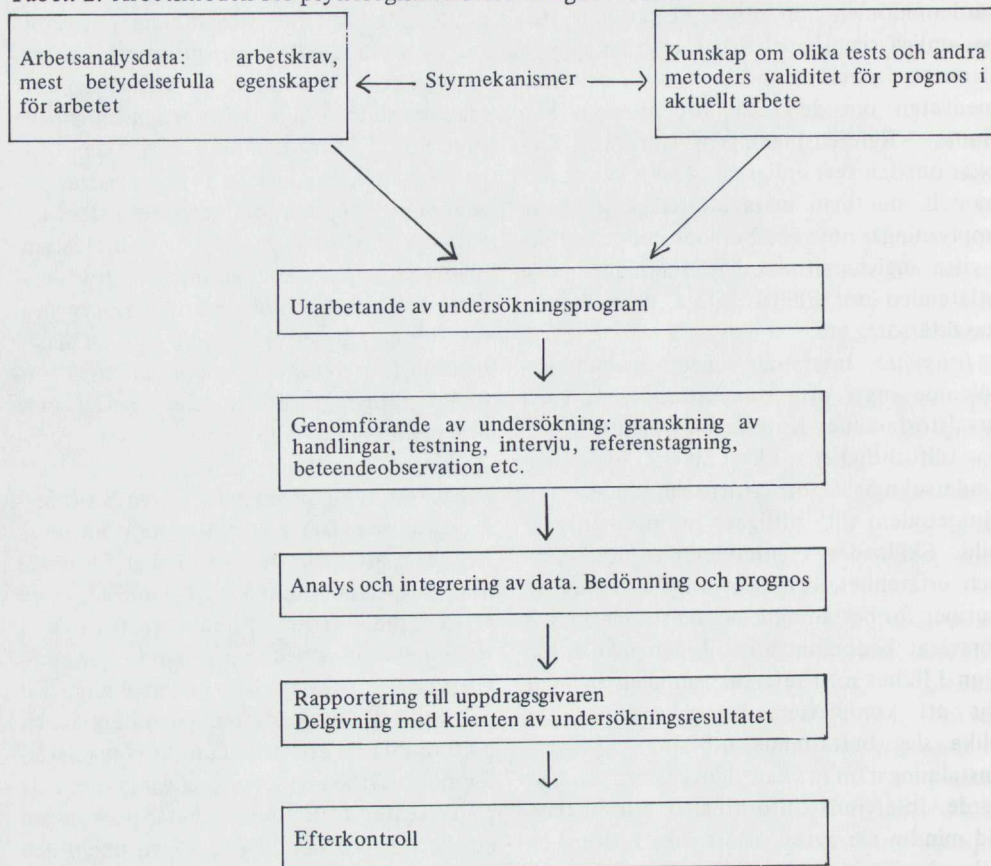 Arbetsanalysdata: arbetskrav,
mest betydelsefulla egenskaper
för arbetet
Styrmekanismer
Kunskap om olika tests och andra
metoders validitet för prognos i
aktuellt arbete
Utarbetande av undersökningsprogram
Genomförande av undersökning: granskning av
handlingar, testning, intervju, referenstagning,
beteendeobservation etc.
Analys och integrering av data. Bedömning och prognos
Rapportering till uppdragsgivaren
Delgivning med klienten av undersökningsresultatet
Efterkontroll